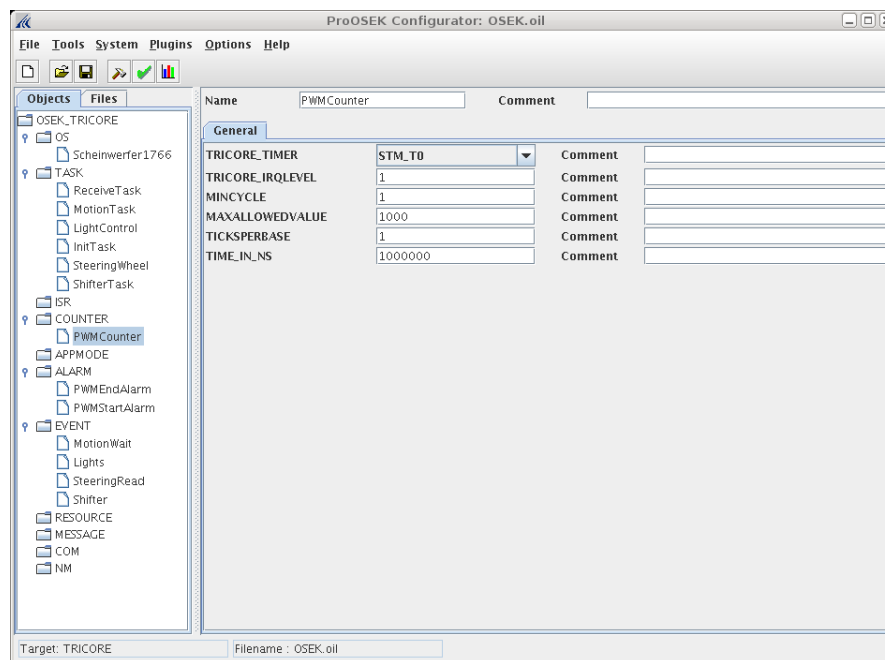 ProOSEK Configurator: OSEK.oil
File Tools System Plugins Options Help
Objects Files
OSEK_TRICORE
OS
Scheinwerfer1766
TASK
ReceiveTask
MotionTask
LightControl
InitTask
SteeringWheel
ShifterTask
ISR
COUNTER
PWMCounter
APPMODE
ALARM
PWMEndAlarm
PWMStartAlarm
EVENT
MotionWait
Lights
SteeringRead
Shifter
RESOURCE
MESSAGE
COM
NM
Name PWMCounter Comment
General
TRICORE_TIMER STM_T0 Comment
TRICORE_IRQLEVEL 1 Comment
MINCYCLE 1 Comment
MAXALLOWEDVALUE 1000 Comment
TICKSPERBASE 1 Comment
TIME_IN_NS 1000000 Comment
Target: TRICORE Filename : OSEK.oil